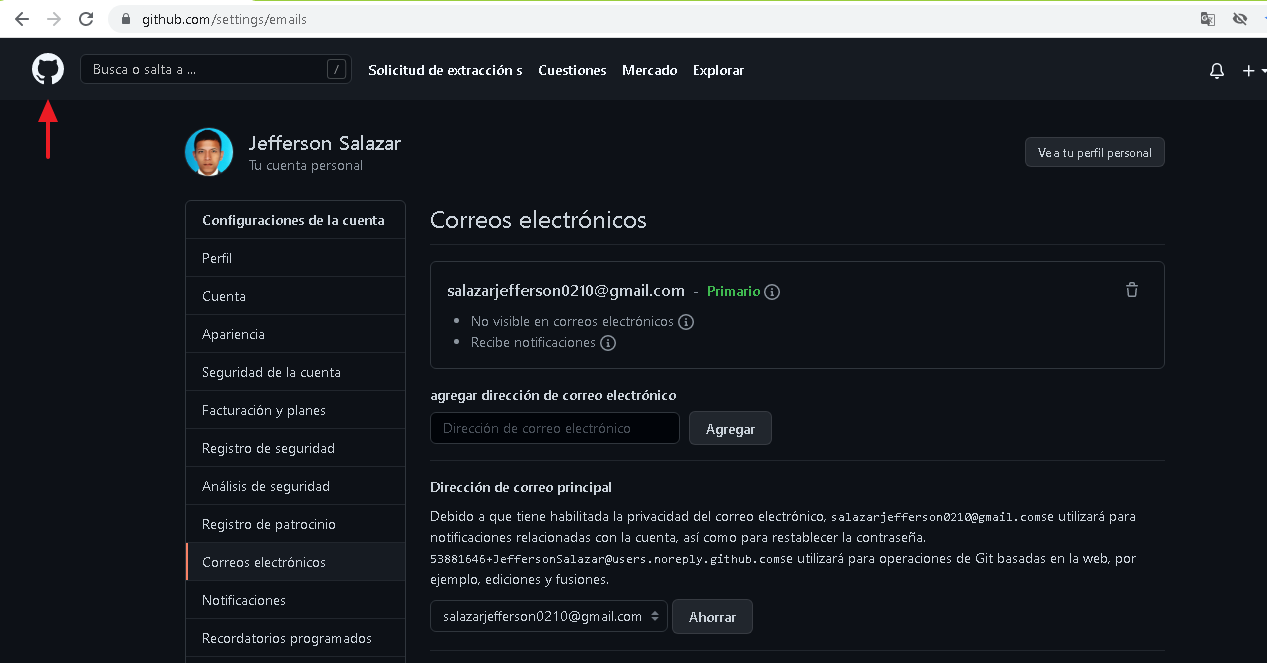 github.com/settings/emails
Busca o salta a ... /
Solicitud de extracción s Cuestiones Mercado Explorar
Jefferson Salazar
Tu cuenta personal
Ve a tu perfil personal
Configuraciones de la cuenta
Perfil
Cuenta
Apariencia
Seguridad de la cuenta
Facturación y planes
Registro de seguridad
Análisis de seguridad
Registro de patrocinio
Correos electrónicos
Notificaciones
Recordatorios programados
Correos electrónicos
salazarjefferson0210@gmail.com - Primario
No visible en correos electrónicos
Recibe notificaciones
agregar dirección de correo electrónico
Dirección de correo electrónico Agregar
Dirección de correo principal
Debido a que tiene habilitada la privacidad del correo electrónico, salazarjefferson0210@gmail.comse utilizará para
notificaciones relacionadas con la cuenta, así como para restablecer la contraseña.
53881646+JeffersonSalazar@users.noreply.github.comse utilizará para operaciones de Git basadas en la web, por
ejemplo, ediciones y fusiones.
salazarjefferson0210@gmail.com Ahorrar